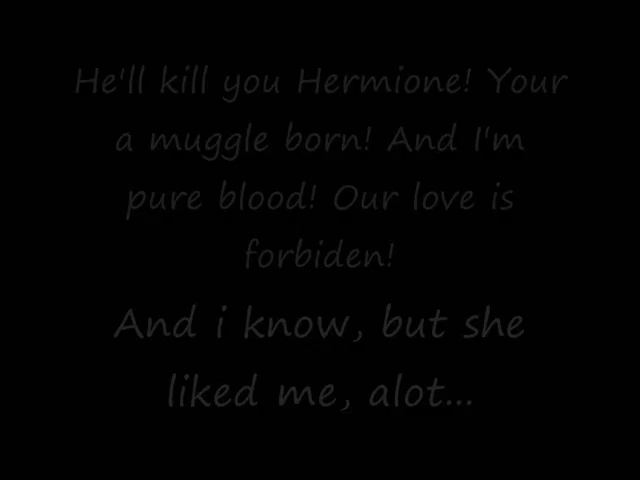 He'll kill you Hermione! Your
a muggle born! And I'm
pure blood! Our love is
forbiden!
And i know, but she
liked me, alot...